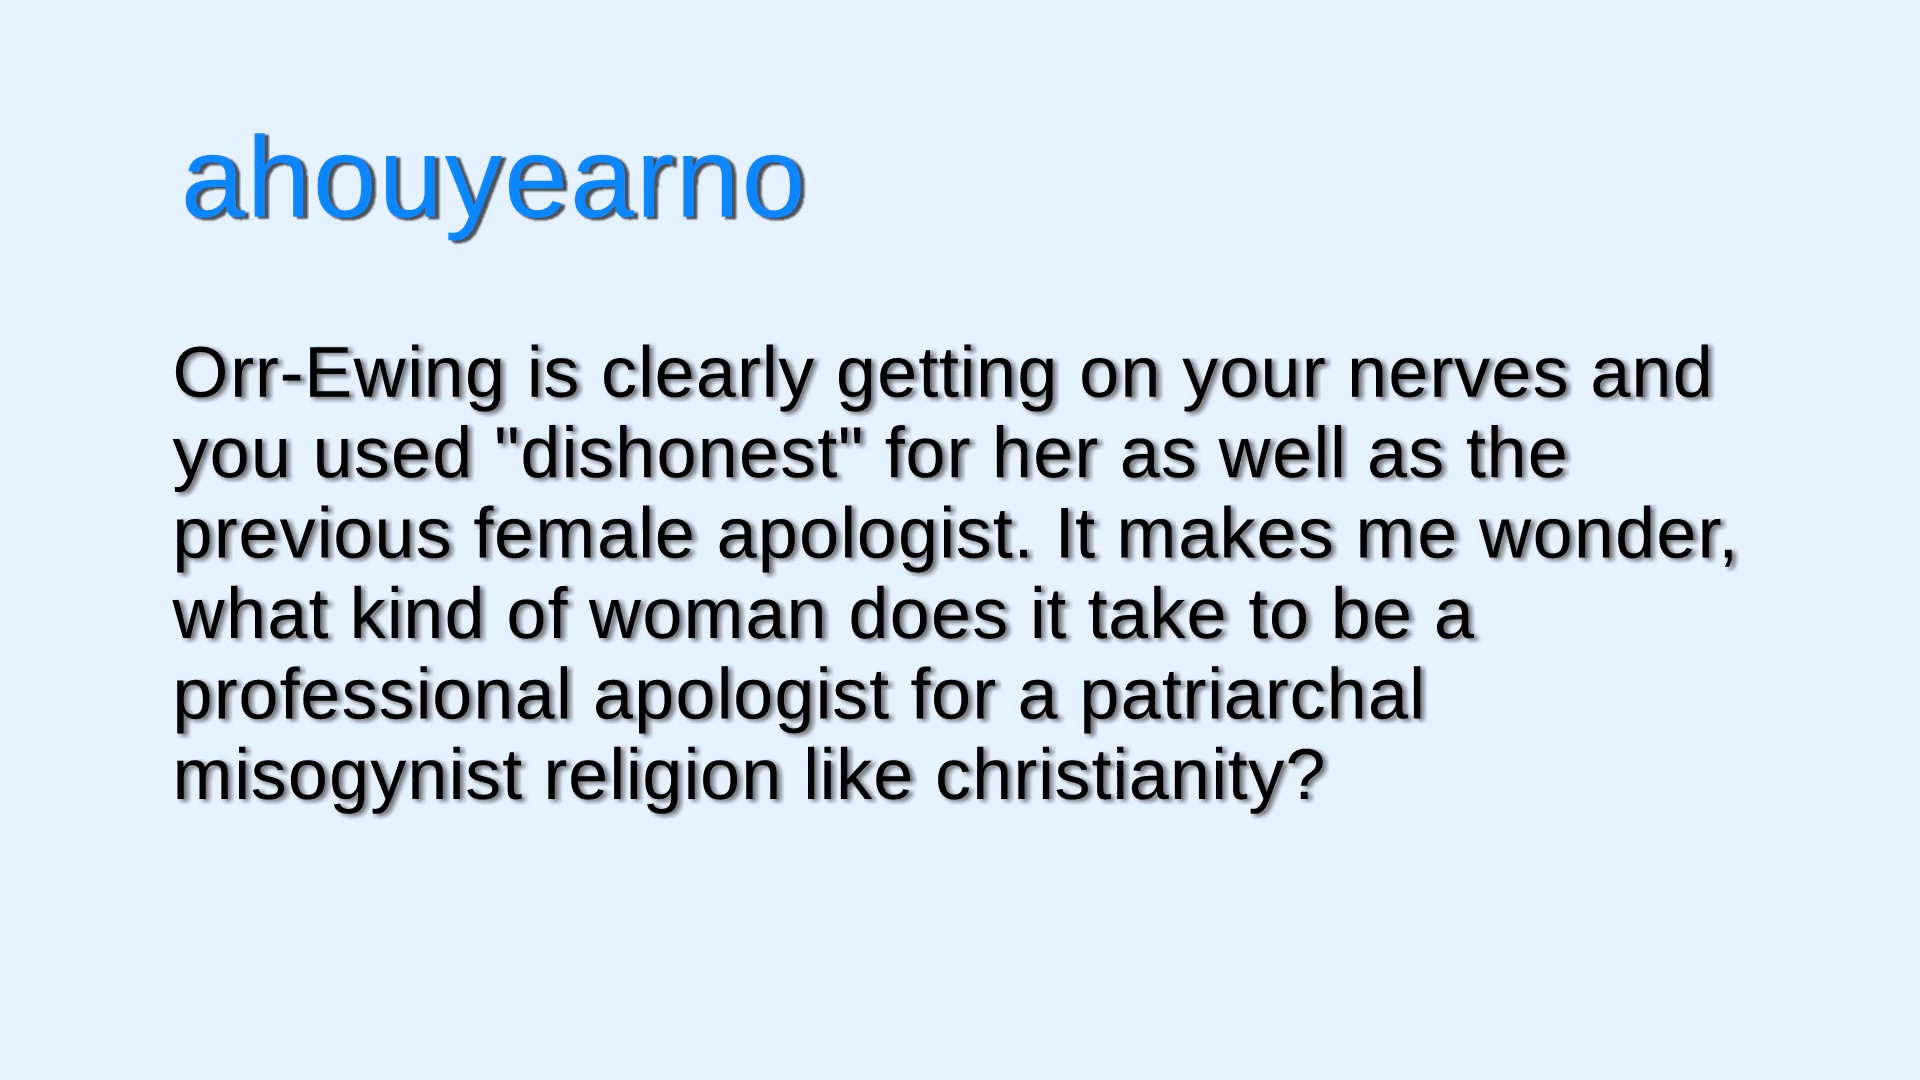 ahouyearno
Orr-Ewing is clearly getting on your nerves and
you used "dishonest" for her as well as the
previous female apologist. It makes me wonder,
what kind of woman does it take to be a
professional apologist for a patriarchal
misogynist religion like christianity?